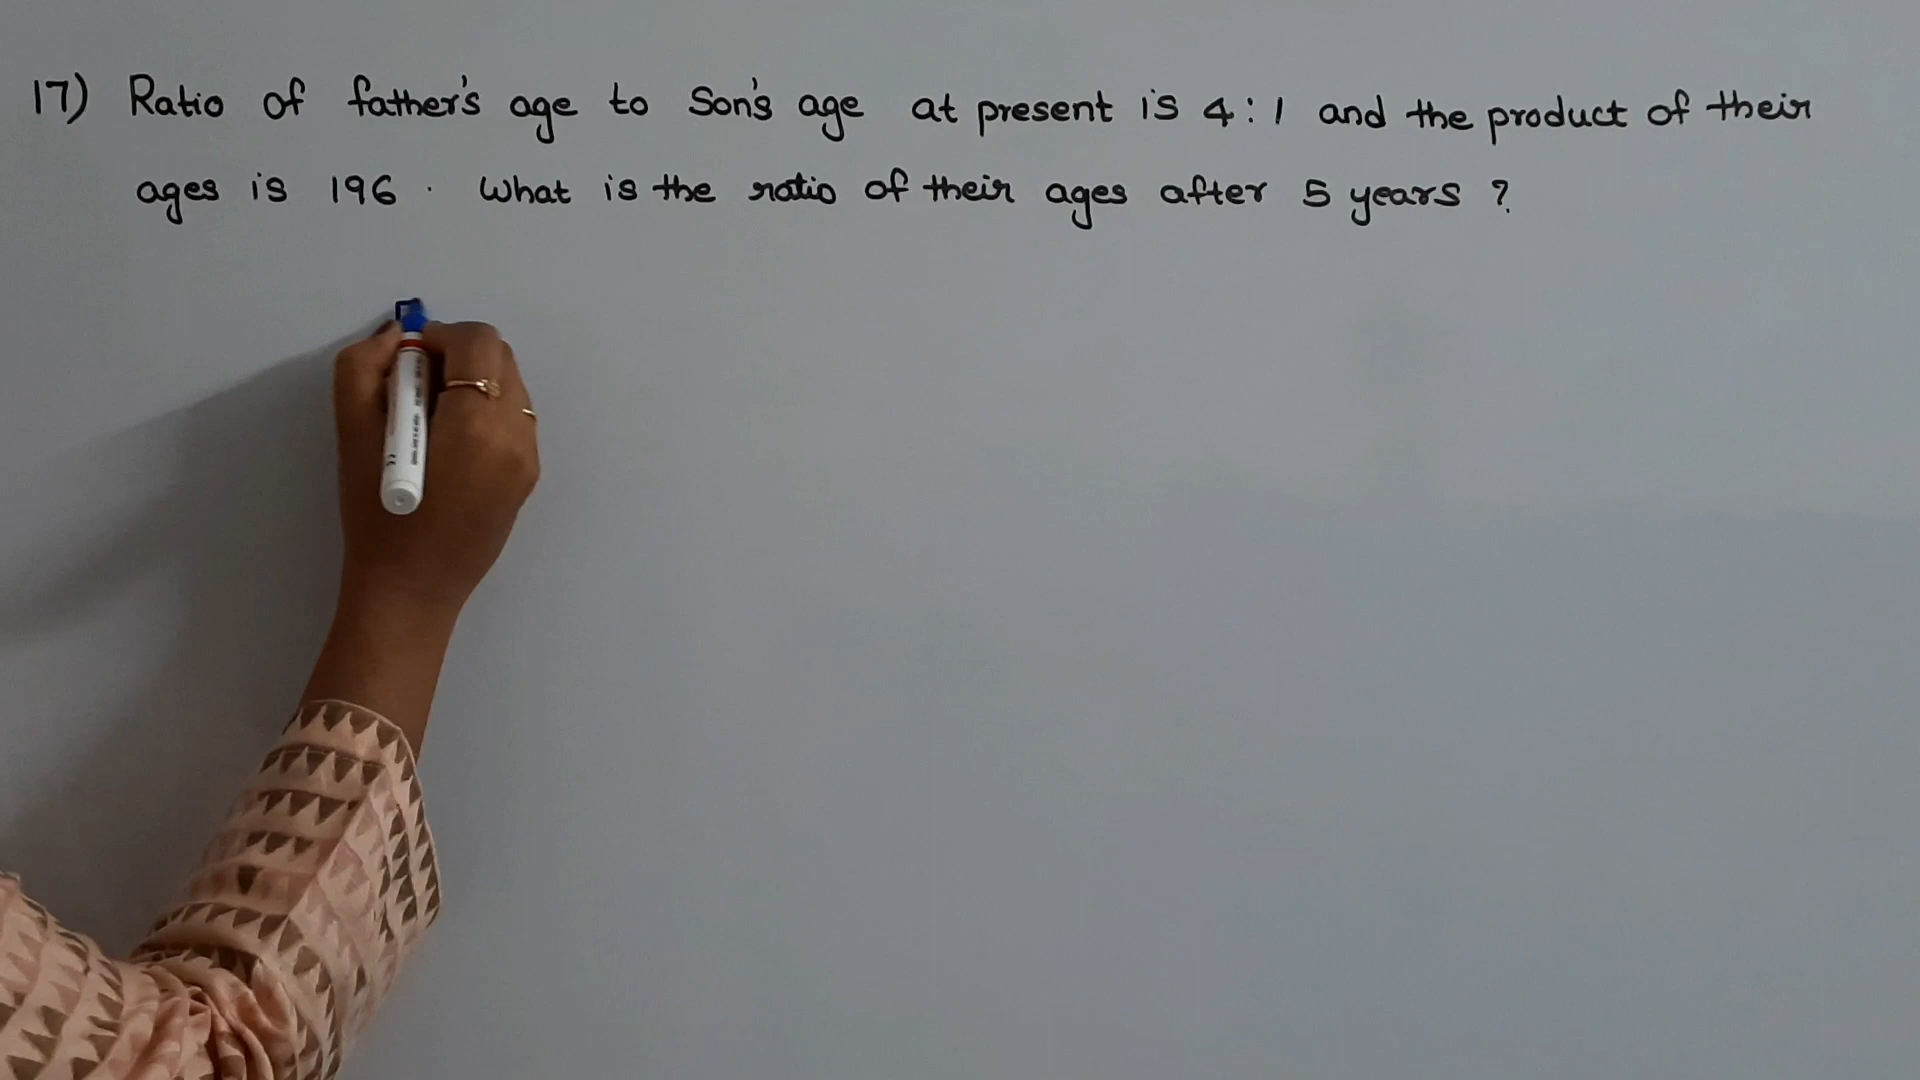 17) Ratio of father's age to Son's age at present is 4:1 and the product of their
ages is 196. What is the ratio of their ages after 5 years ?